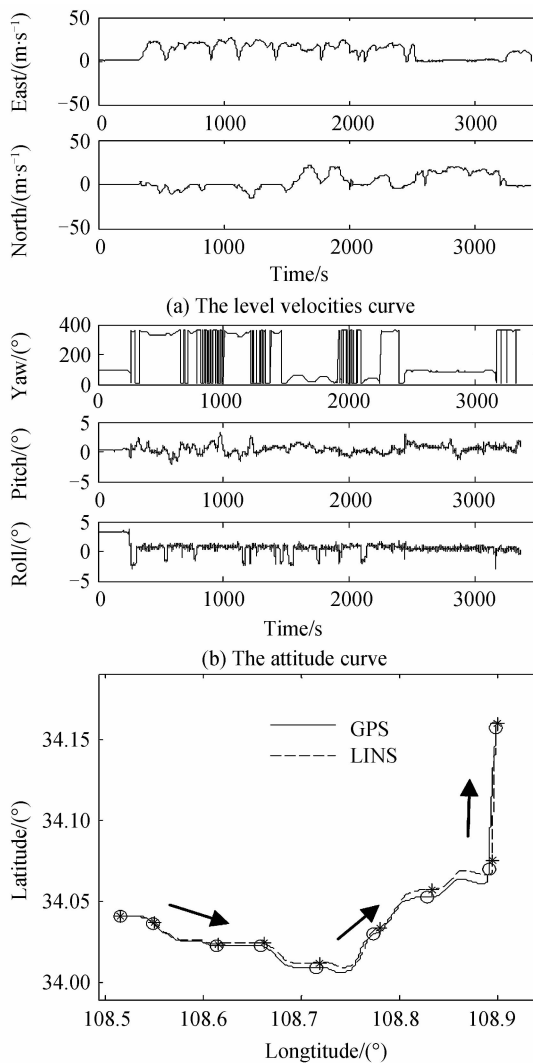 50
0
−50
East/(m·s⁻¹)
0 1000 2000 3000
50
0
−50
North/(m·s⁻¹)
0 1000 2000 3000
Time/s
(a) The level velocities curve
400
200
0
Yaw/(°)
0 1000 2000 3000
5
0
−5
Pitch/(°)
0 1000 2000 3000
5
0
−5
Roll/(°)
0 1000 2000 3000
Time/s
(b) The attitude curve
GPS
LINS
34.15
34.10
34.05
34.00
Latitude/(°)
108.5 108.6 108.7 108.8 108.9
Longtitude/(°)